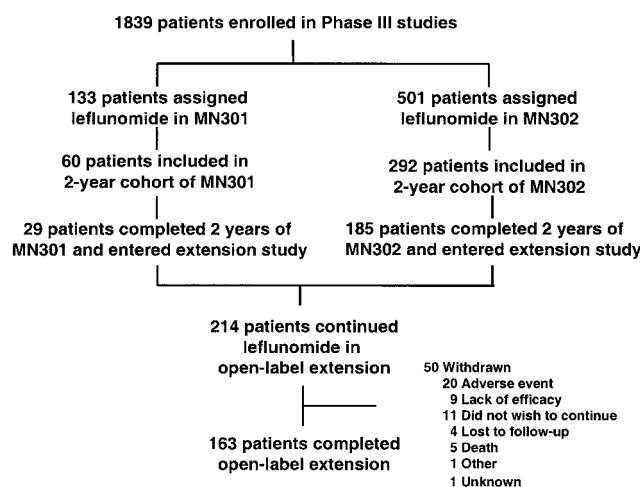 1839 patients enrolled in Phase III studies
133 patients assigned
leflunomide in MN301
501 patients assigned
leflunomide in MN302
60 patients included in
2-year cohort of MN301
292 patients included in
2-year cohort of MN302
29 patients completed 2 years of
MN301 and entered extension study
185 patients completed 2 years of
MN302 and entered extension study
214 patients continued
leflunomide in
open-label extension
50 Withdrawn
20 Adverse event
9 Lack of efficacy
11 Did not wish to continue
4 Lost to follow-up
5 Death
1 Other
1 Unknown
163 patients completed
open-label extension